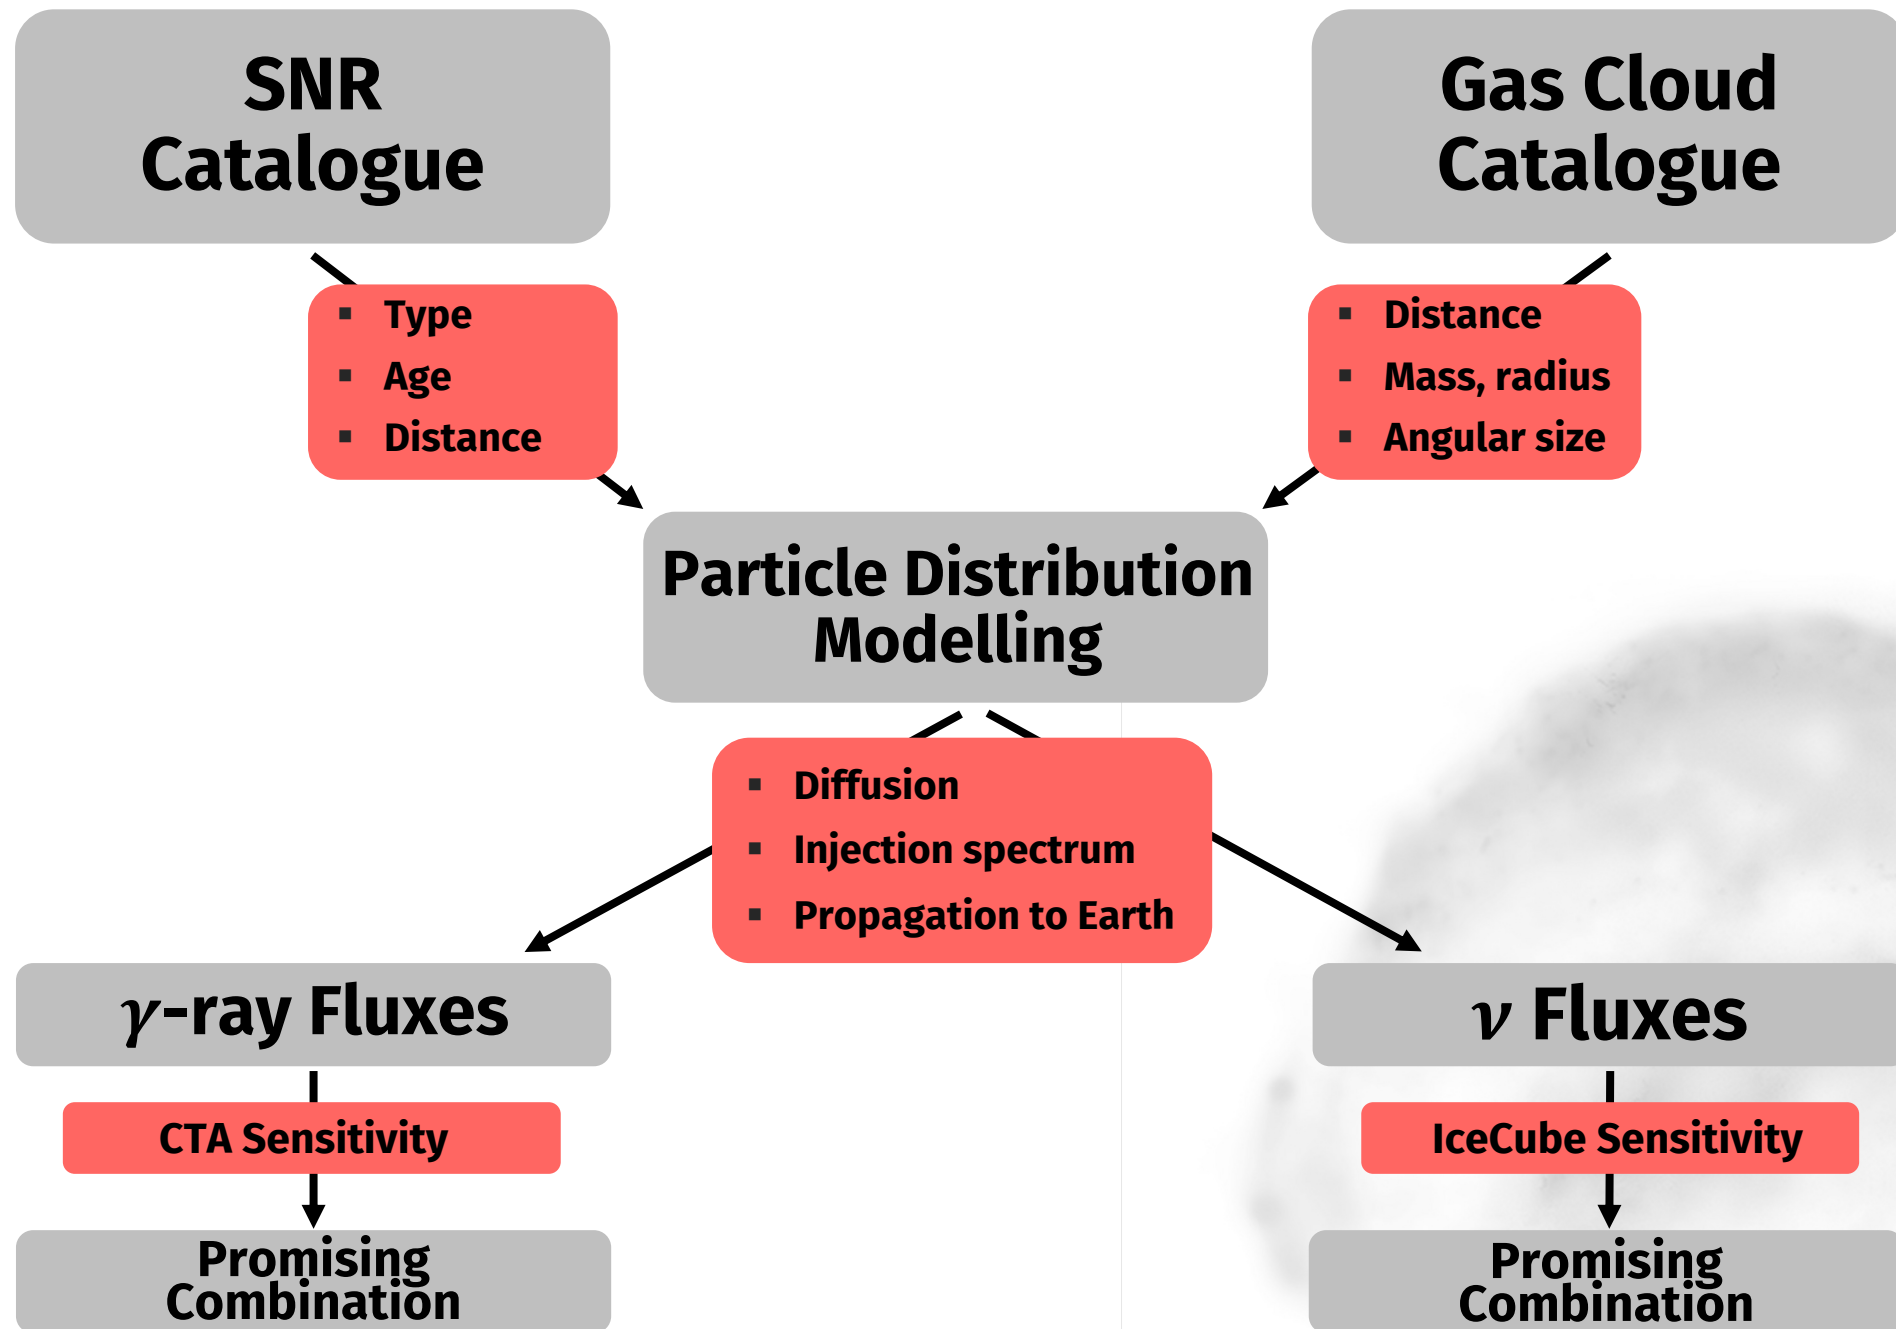 SNR
Catalogue
Gas Cloud
Catalogue
▪ Type
▪ Age
▪ Distance
▪ Distance
▪ Mass, radius
▪ Angular size
Particle Distribution
Modelling
▪ Diffusion
▪ Injection spectrum
▪ Propagation to Earth
γ-ray Fluxes
ν Fluxes
CTA Sensitivity
IceCube Sensitivity
Promising
Combination
Promising
Combination